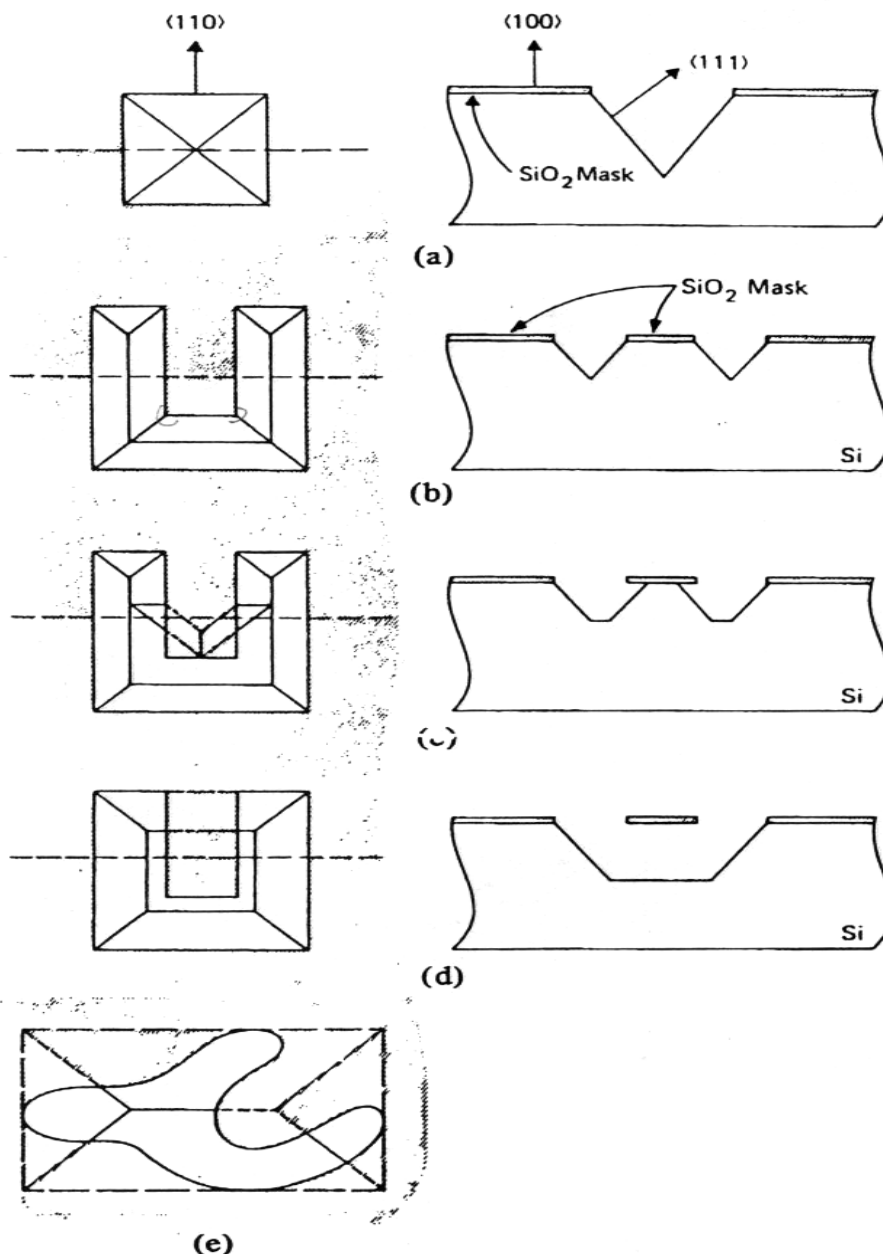 ⟨110⟩
⟨100⟩
⟨111⟩
SiO₂ Mask
(a)
SiO₂ Mask
Si
(b)
Si
(c)
Si
(d)
(e)